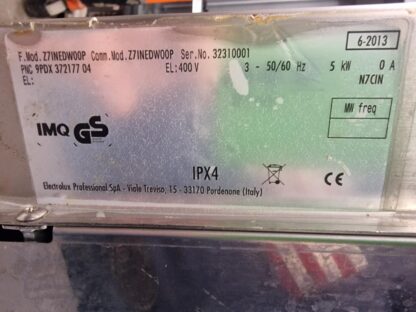 6-2013
F.Mod.Z71NEDW00P Comm.Mod.Z71NEDW00P Ser.No.32310001
PNC 9PDX 372177 04 EL:400 V 3 - 50/60 Hz 5 kW 0 A
EL: N7CIN
MW freq
IMQ GS
IPX4
CE
Electrolux Professional SpA - Viale Treviso, 15 - 33170 Pordenone (Italy)